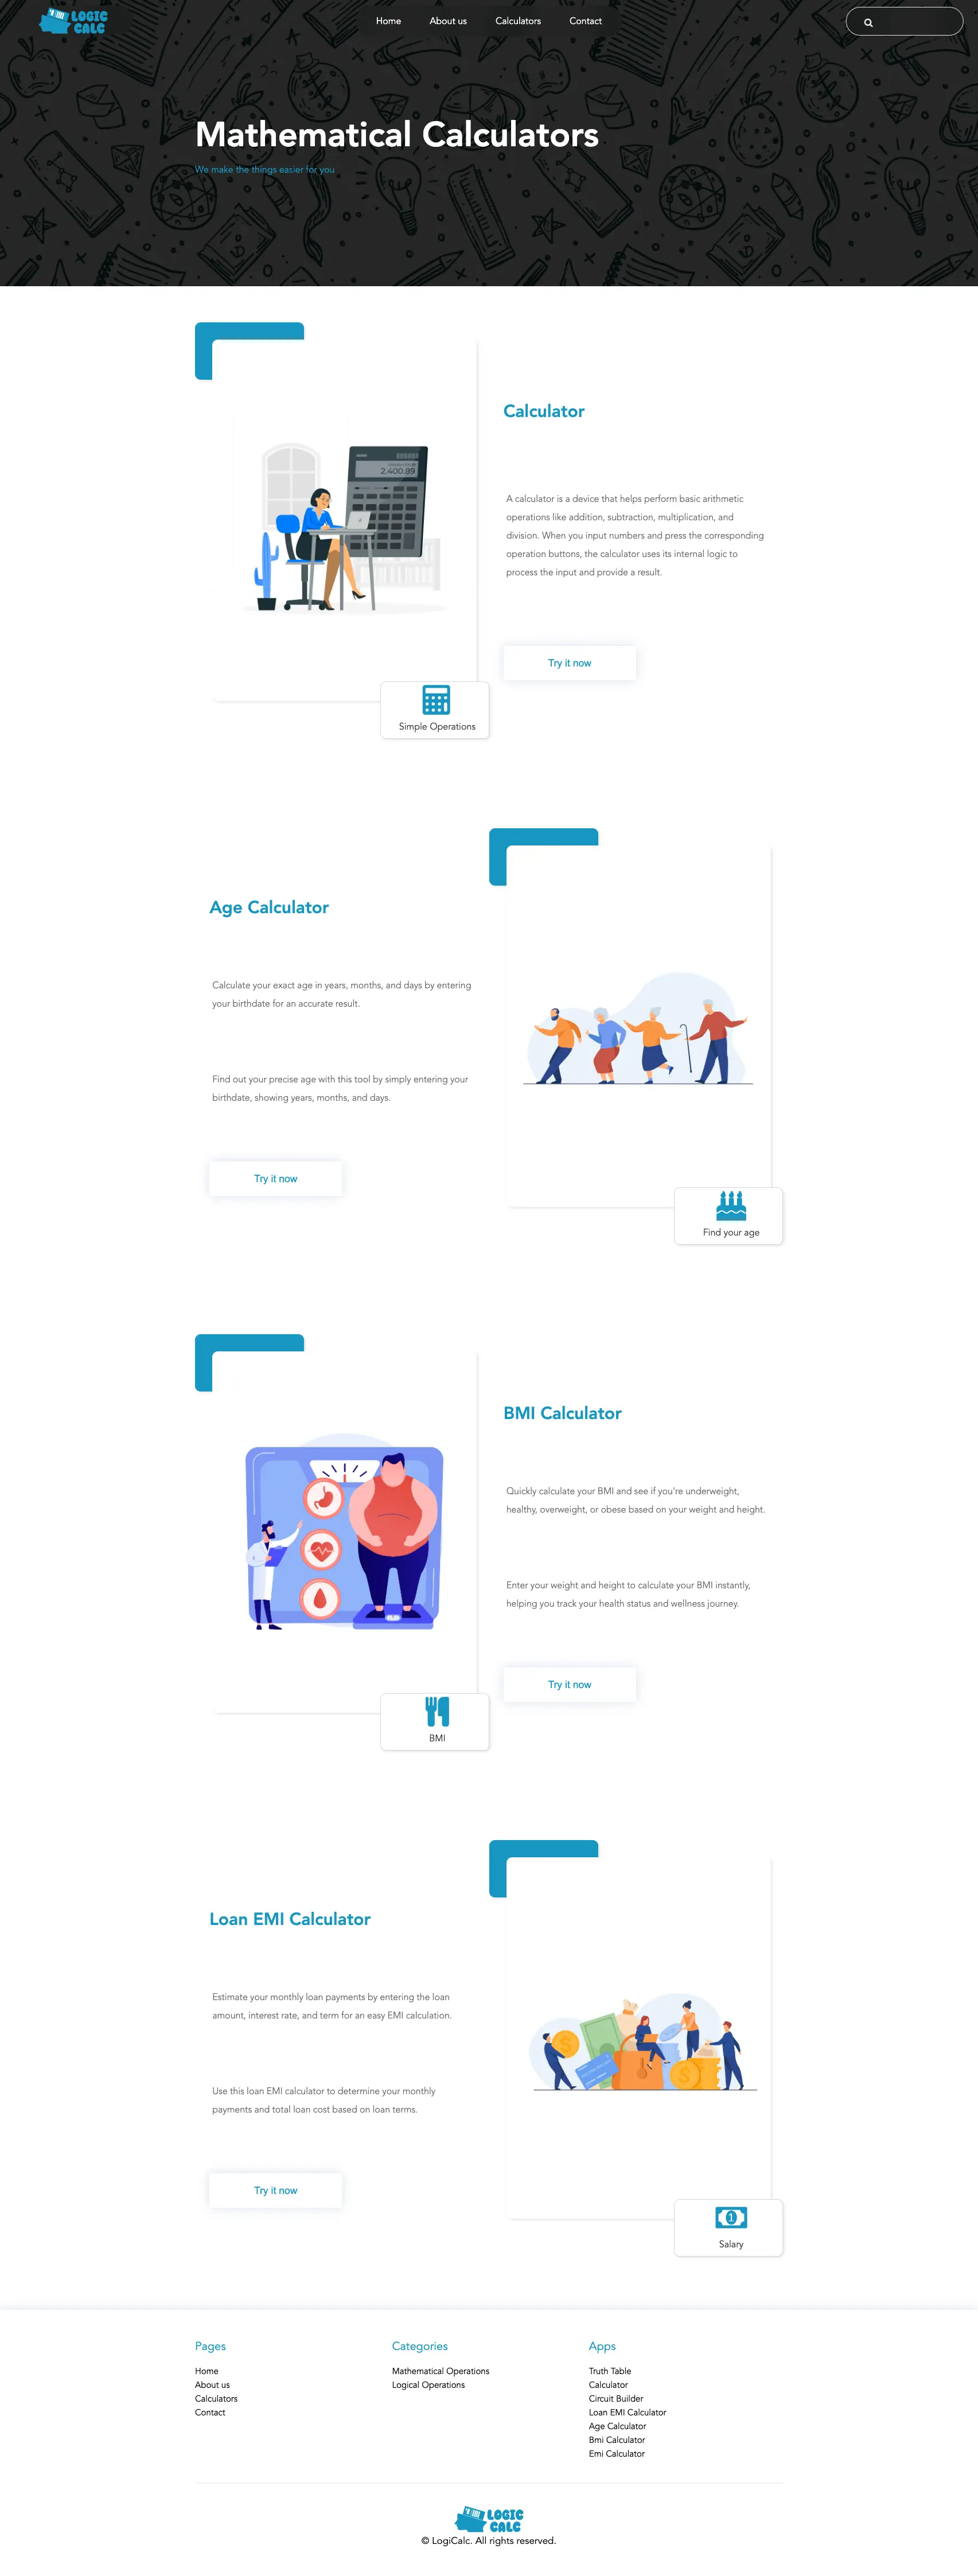 LOGIC
CALC
Home
About us
Calculators
Contact
Mathematical Calculators
We make the things easier for you
2,400.89
Simple Operations
Calculator
A calculator is a device that helps perform basic arithmetic
operations like addition, subtraction, multiplication, and
division. When you input numbers and press the corresponding
operation buttons, the calculator uses its internal logic to
process the input and provide a result.
Try it now
Age Calculator
Calculate your exact age in years, months, and days by entering
your birthdate for an accurate result.
Find out your precise age with this tool by simply entering your
birthdate, showing years, months, and days.
Try it now
Find your age
BMI
BMI Calculator
Quickly calculate your BMI and see if you're underweight,
healthy, overweight, or obese based on your weight and height.
Enter your weight and height to calculate your BMI instantly,
helping you track your health status and wellness journey.
Try it now
Loan EMI Calculator
Estimate your monthly loan payments by entering the loan
amount, interest rate, and term for an easy EMI calculation.
Use this loan EMI calculator to determine your monthly
payments and total loan cost based on loan terms.
Try it now
1
Salary
Pages
Home
About us
Calculators
Contact
Categories
Mathematical Operations
Logical Operations
Apps
Truth Table
Calculator
Circuit Builder
Loan EMI Calculator
Age Calculator
Bmi Calculator
Emi Calculator
LOGIC
CALC
© LogiCalc. All rights reserved.